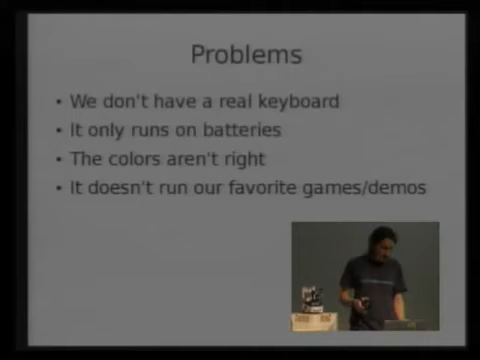 Problems
• We don't have a real keyboard
• It only runs on batteries
• The colors aren't right
• It doesn't run our favorite games/demos